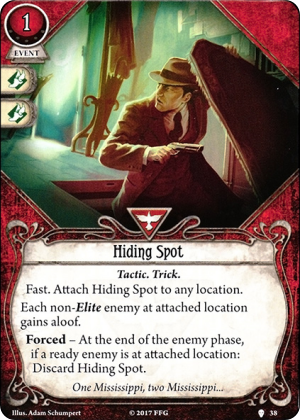 1
EVENT
Hiding Spot
Tactic. Trick.
Fast. Attach Hiding Spot to any location.
Each non-Elite enemy at attached location
gains aloof.
Forced – At the end of the enemy phase,
if a ready enemy is at attached location:
Discard Hiding Spot.
One Mississippi, two Mississippi...
Illus. Adam Schumpert
© 2017 FFG
38